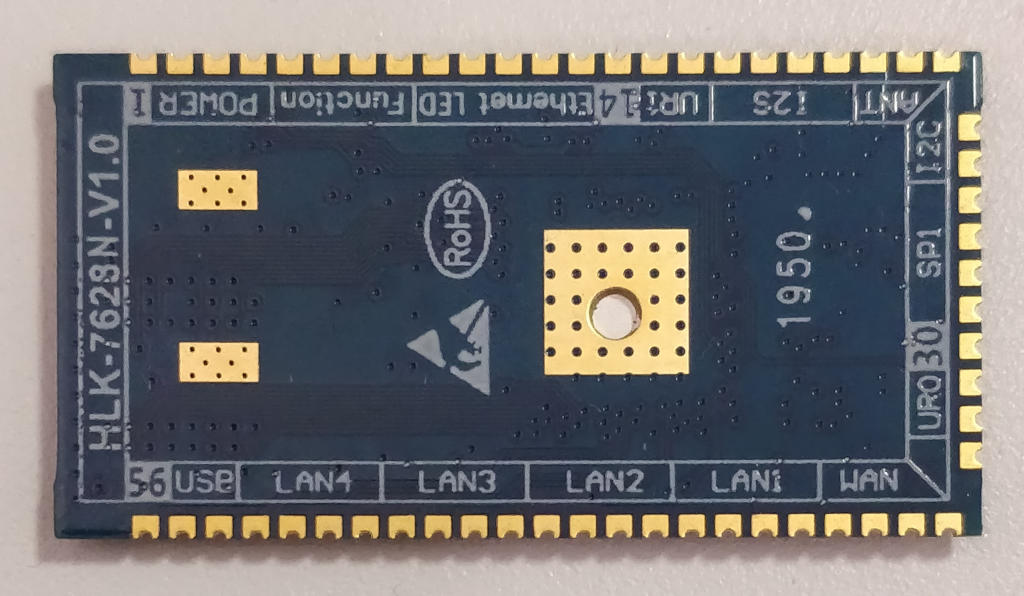 I POWER Function Ethernet LED 14 UR1 I2S ANT
I2C
SPI
30
UR0
HLK-7628N-V1.0
RoHS
1950.
56 USB LAN4 LAN3 LAN2 LAN1 WAN